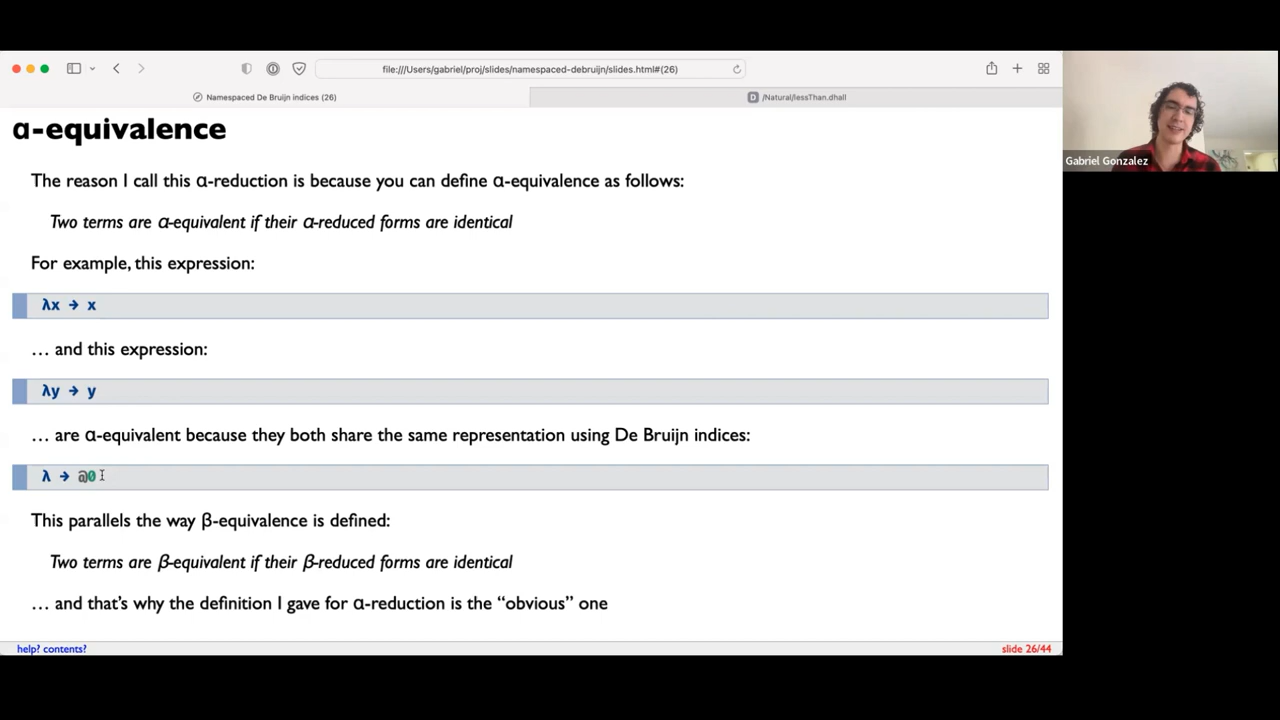 file:///Users/gabriel/proj/slides/namespaced-debruijn/slides.html#(26)
Namespaced De Bruijn indices (26)
/Natural/lessThan.dhall
α-equivalence
The reason I call this α-reduction is because you can define α-equivalence as follows:
Two terms are α-equivalent if their α-reduced forms are identical
For example, this expression:
λx → x
… and this expression:
λy → y
… are α-equivalent because they both share the same representation using De Bruijn indices:
λ → @0
This parallels the way β-equivalence is defined:
Two terms are β-equivalent if their β-reduced forms are identical
… and that’s why the definition I gave for α-reduction is the “obvious” one
help? contents?
slide 26/44
Gabriel Gonzalez